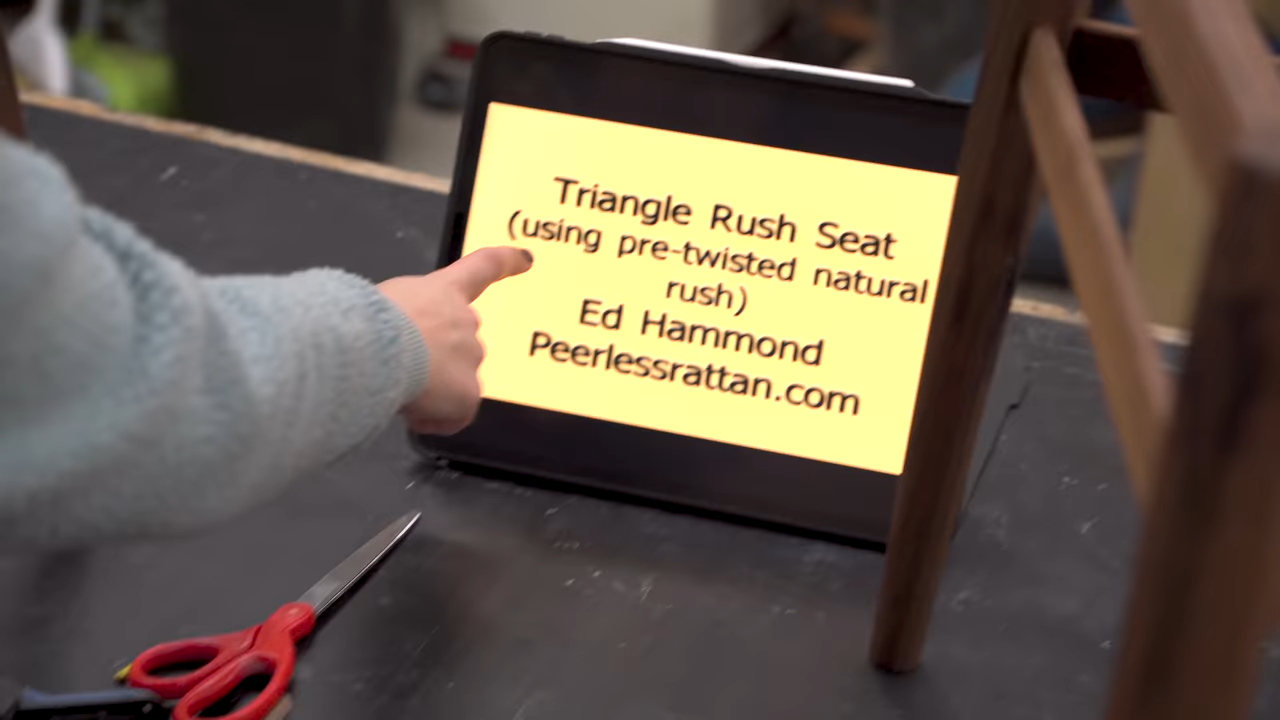 Triangle Rush Seat
(using pre-twisted natural
rush)
Ed Hammond
Peerlessrattan.com